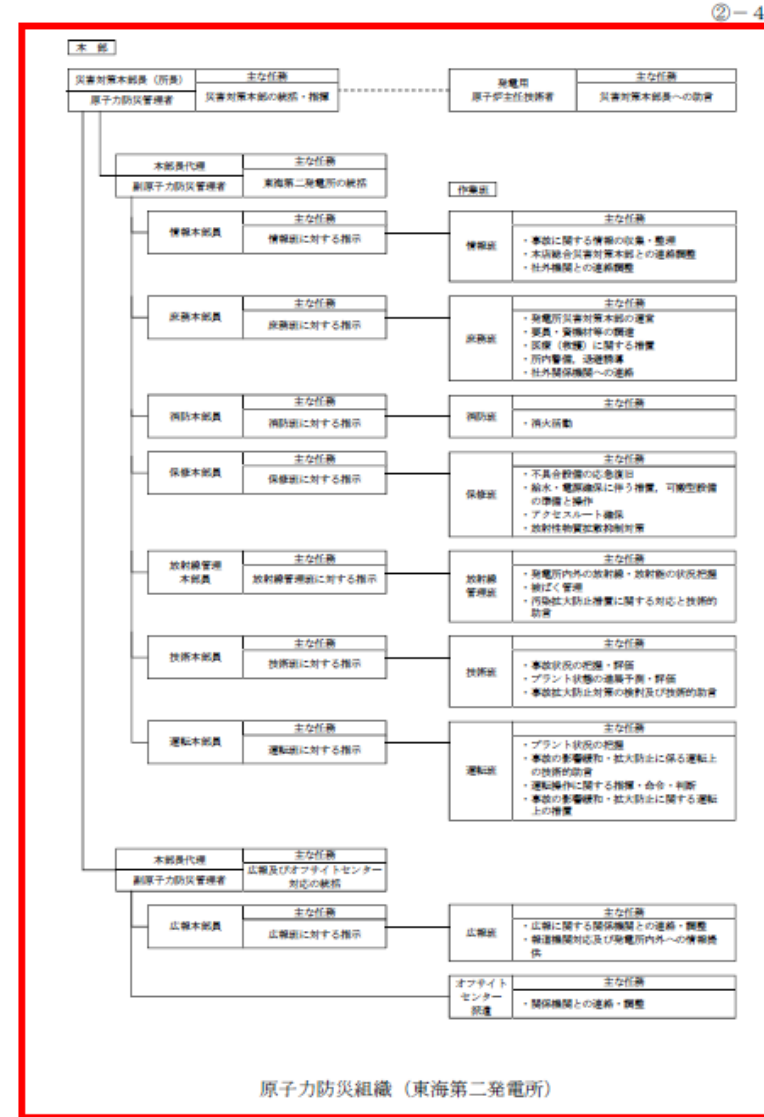 ②－4
本 部
災害対策本部長（所長）
原子力防災管理者
主な任務
災害対策本部の統括・指揮
発電用
原子炉主任技術者
主な任務
災害対策本部長への助言
本部長代理
副原子力防災管理者
主な任務
東海第二発電所の統括
作業班
情報本部員
主な任務
情報班に対する指示
情報班
主な任務
・事故に関する情報の収集・整理
・本店総合災害対策本部との連絡調整
・社外機関との連絡調整
庶務本部員
主な任務
庶務班に対する指示
庶務班
主な任務
・発電所災害対策本部の運営
・要員・資機材等の調達
・医療（救護）に関する措置
・所内警備，退避誘導
・社外関係機関への連絡
消防本部員
主な任務
消防班に対する指示
消防班
主な任務
・消火活動
保修本部員
主な任務
保修班に対する指示
保修班
主な任務
・不具合設備の応急復旧
・給水・電源確保に伴う措置，可搬型設備
の準備と操作
・アクセスルート確保
・放射性物質拡散抑制対策
放射線管理
本部員
主な任務
放射線管理班に対する指示
放射線
管理班
主な任務
・発電所内外の放射線・放射能の状況把握
・被ばく管理
・汚染拡大防止措置に関する対応と技術的
助言
技術本部員
主な任務
技術班に対する指示
技術班
主な任務
・事故状況の把握・評価
・プラント状態の進展予測・評価
・事故拡大防止対策の検討及び技術的助言
運転本部員
主な任務
運転班に対する指示
運転班
主な任務
・プラント状況の把握
・事故の影響緩和・拡大防止に係る運転上
の技術的助言
・運転操作に関する指揮・命令・判断
・事故の影響緩和・拡大防止に関する運転
上の措置
本部長代理
副原子力防災管理者
主な任務
広報及びオフサイトセンター
対応の統括
広報本部員
主な任務
広報班に対する指示
広報班
主な任務
・広報に関する関係機関との連絡・調整
・報道機関対応及び発電所内外への情報提
供
オフサイト
センター
派遣
主な任務
・関係機関との連絡・調整
原子力防災組織（東海第二発電所）